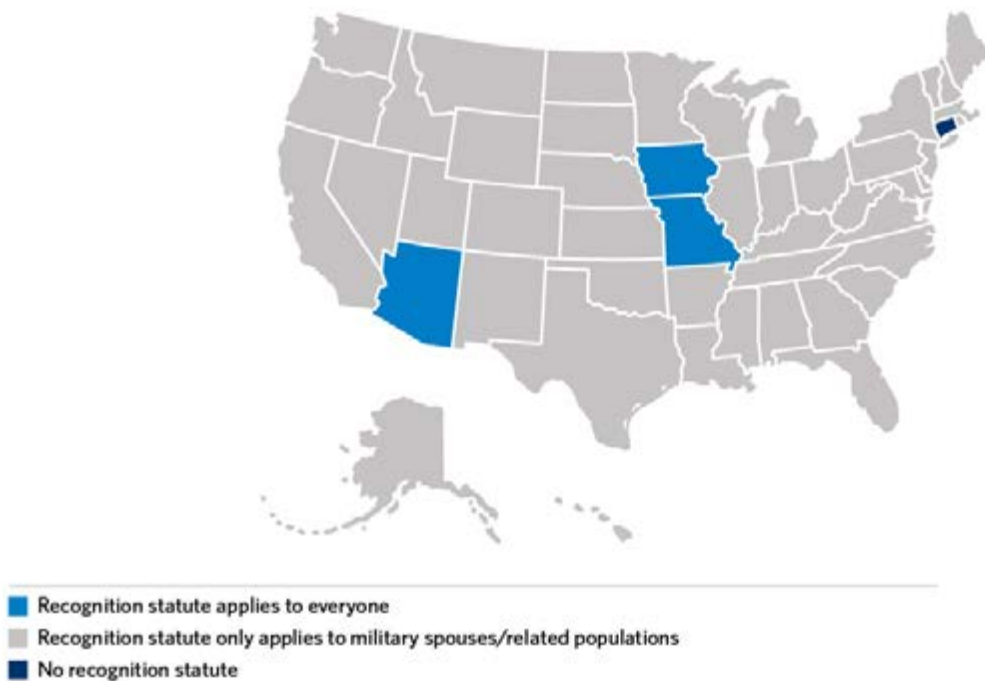 Recognition statute applies to everyone
Recognition statute only applies to military spouses/related populations
No recognition statute